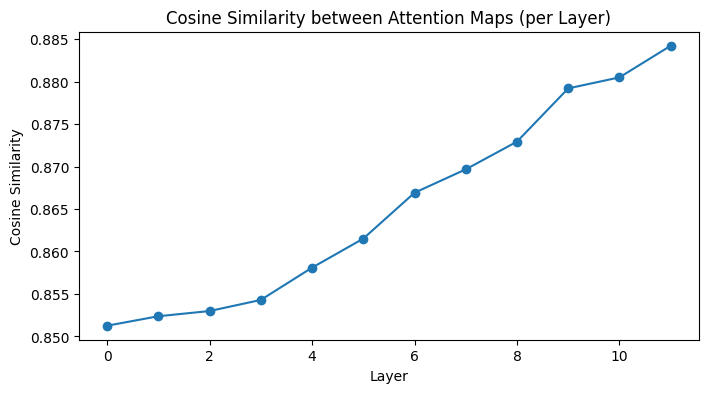 Cosine Similarity between Attention Maps (per Layer)
Cosine Similarity
0.885
0.880
0.875
0.870
0.865
0.860
0.855
0.850
0 2 4 6 8 10
Layer